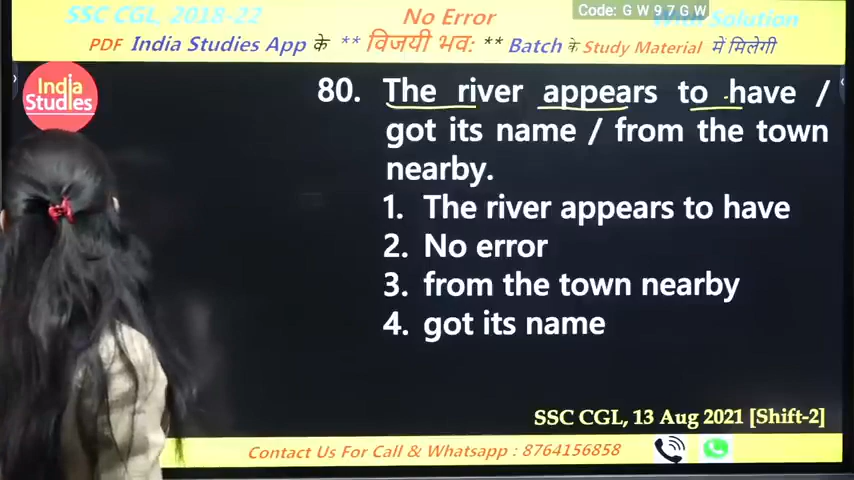 SSC CGL, 2018-22
No Error
Code: G W 9 7 G W
With Solution
PDF India Studies App के ** विजयी भव: ** Batch के Study Material में मिलेगी
India
Studies
80. The river appears to have /
got its name / from the town
nearby.
1. The river appears to have
2. No error
3. from the town nearby
4. got its name
SSC CGL, 13 Aug 2021 [Shift-2]
Contact Us For Call & Whatsapp : 8764156858